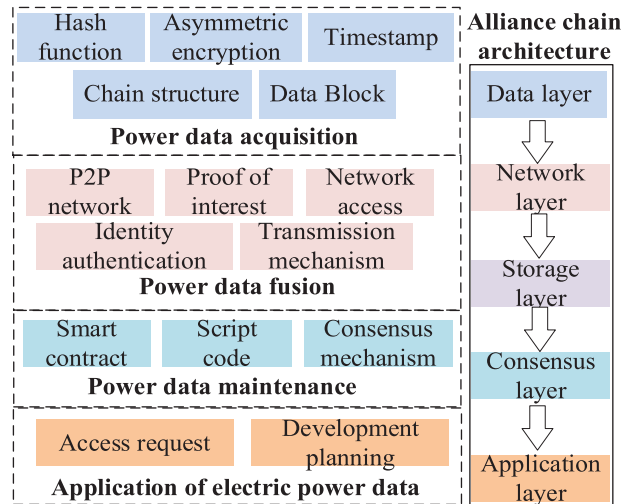 Hash
function
Asymmetric
encryption
Timestamp
Chain structure
Data Block
Power data acquisition
P2P
network
Proof of
interest
Network
access
Identity
authentication
Transmission
mechanism
Power data fusion
Smart
contract
Script
code
Consensus
mechanism
Power data maintenance
Access request
Development
planning
Application of electric power data
Alliance chain
architecture
Data layer
Network
layer
Storage
layer
Consensus
layer
Application
layer